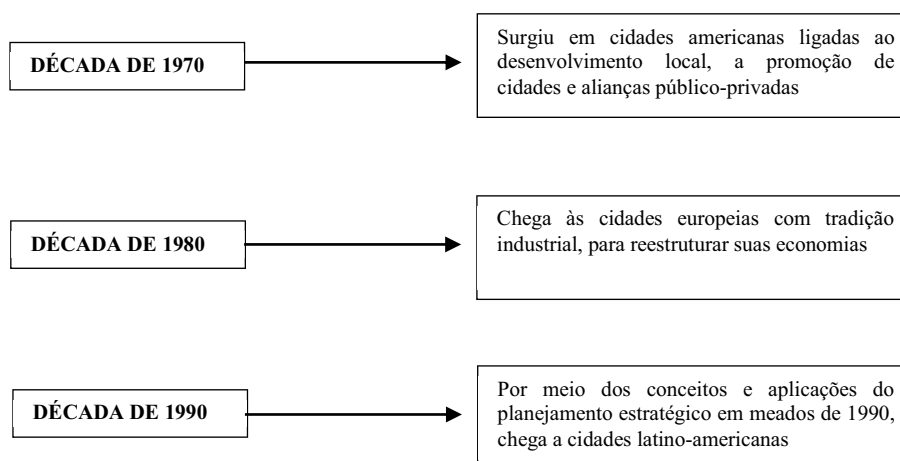 DÉCADA DE 1970
Surgiu em cidades americanas ligadas ao
desenvolvimento local, a promoção de
cidades e alianças público-privadas
DÉCADA DE 1980
Chega às cidades europeias com tradição
industrial, para reestruturar suas economias
DÉCADA DE 1990
Por meio dos conceitos e aplicações do
planejamento estratégico em meados de 1990,
chega a cidades latino-americanas